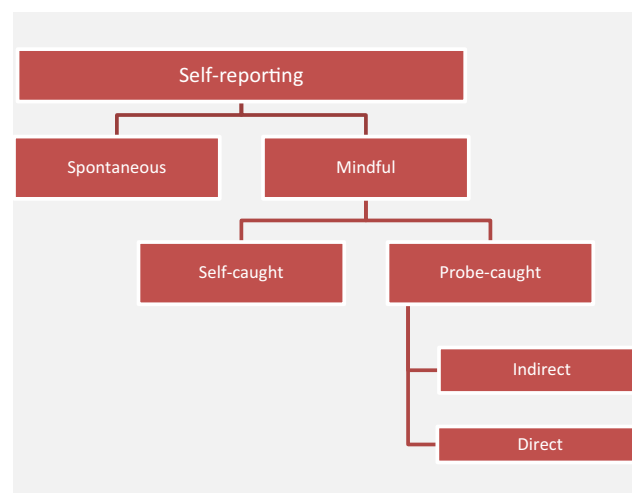 Self-reporting
Spontaneous
Mindful
Self-caught
Probe-caught
Indirect
Direct